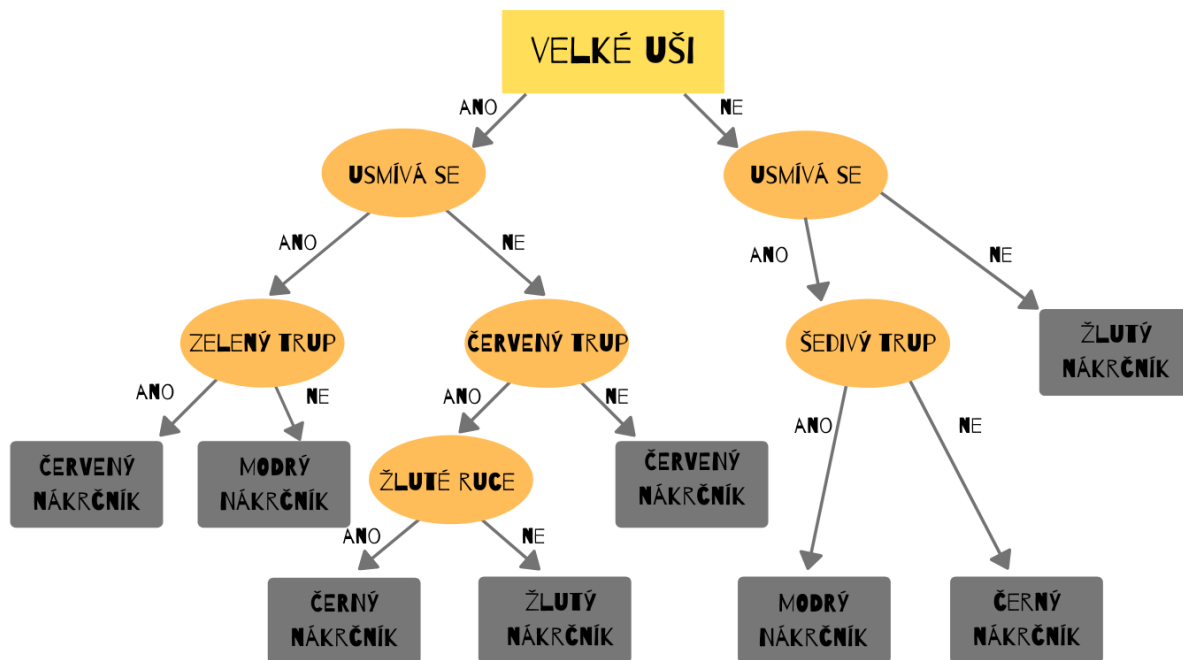 VELKÉ UŠI
ANO
NE
USMÍVÁ SE
USMÍVÁ SE
ANO
NE
ANO
NE
ZELENÝ TRUP
ČERVENÝ TRUP
ŠEDIVÝ TRUP
ŽLUTÝ
NÁKRČNÍK
ANO
NE
ANO
NE
ANO
NE
ČERVENÝ
NÁKRČNÍK
MODRÝ
NÁKRČNÍK
ŽLUTÉ RUCE
ČERVENÝ
NÁKRČNÍK
ANO
NE
ČERNÝ
NÁKRČNÍK
ŽLUTÝ
NÁKRČNÍK
MODRÝ
NÁKRČNÍK
ČERNÝ
NÁKRČNÍK